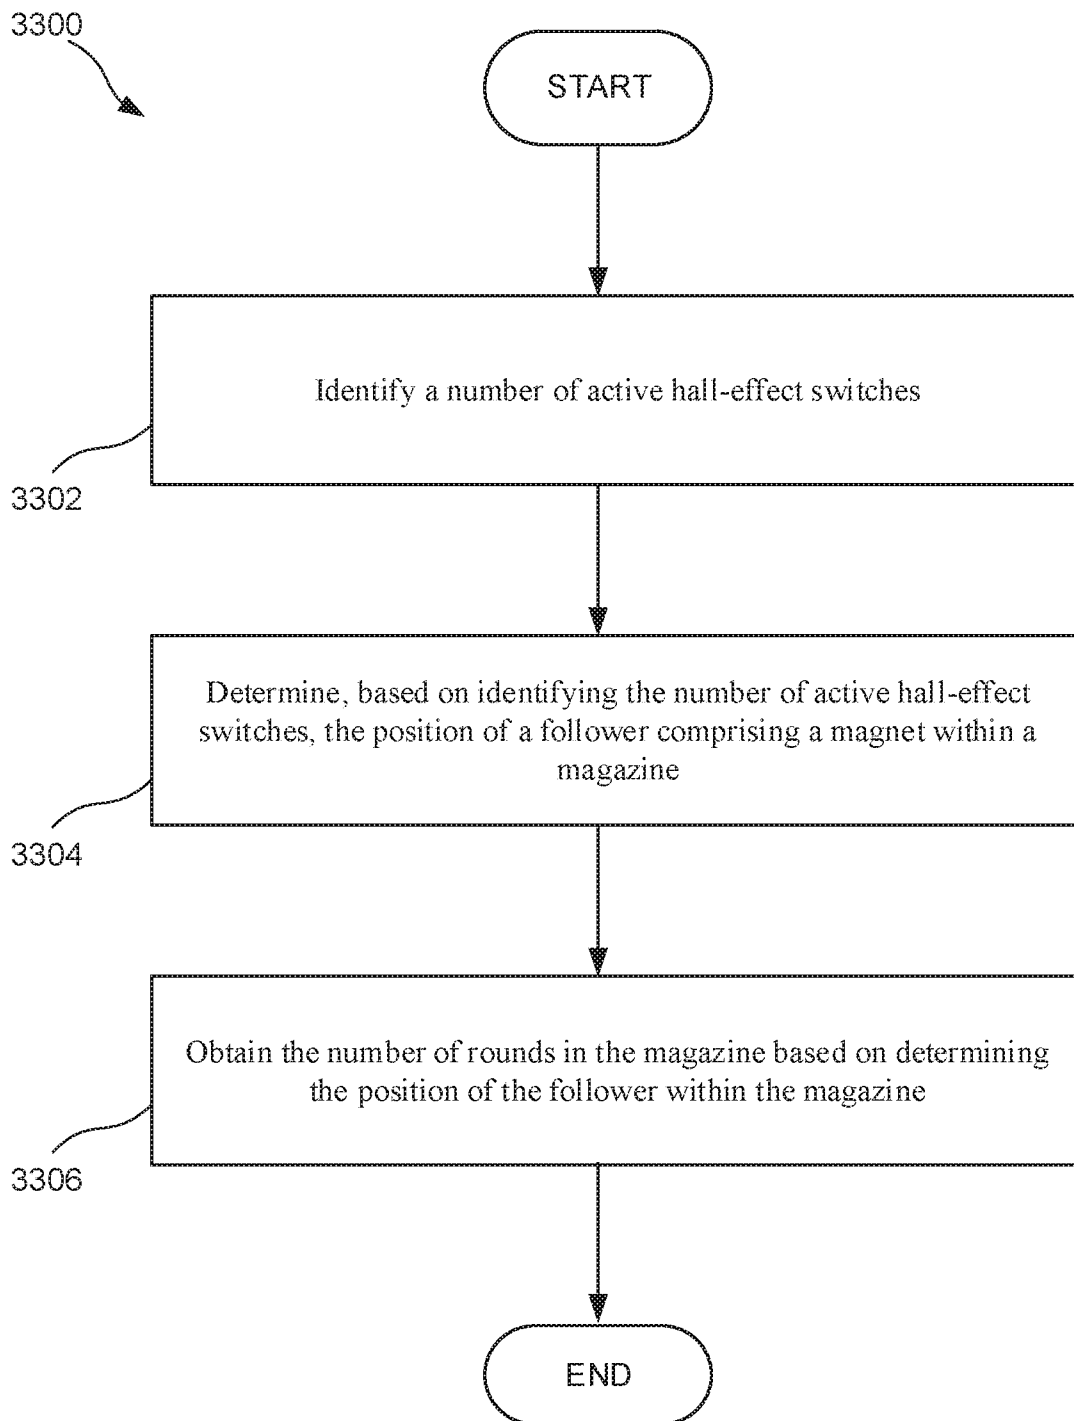 3300
START
Identify a number of active hall-effect switches
3302
Determine, based on identifying the number of active hall-effect
switches, the position of a follower comprising a magnet within a
magazine
3304
Obtain the number of rounds in the magazine based on determining
the position of the follower within the magazine
3306
END